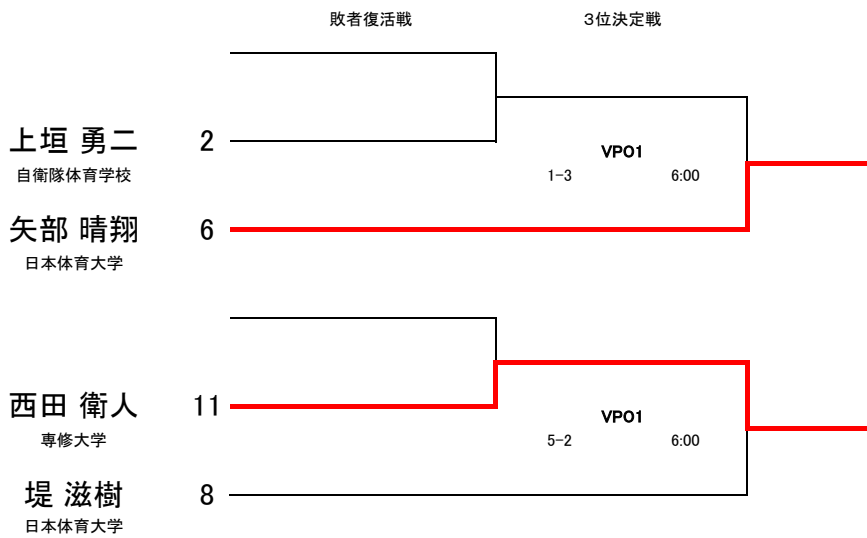 敗者復活戦 3位決定戦
上垣 勇二 2
自衛隊体育学校
VPO1
1-3 6:00
矢部 晴翔 6
日本体育大学
西田 衛人 11
専修大学
VPO1
5-2 6:00
堤 滋樹 8
日本体育大学